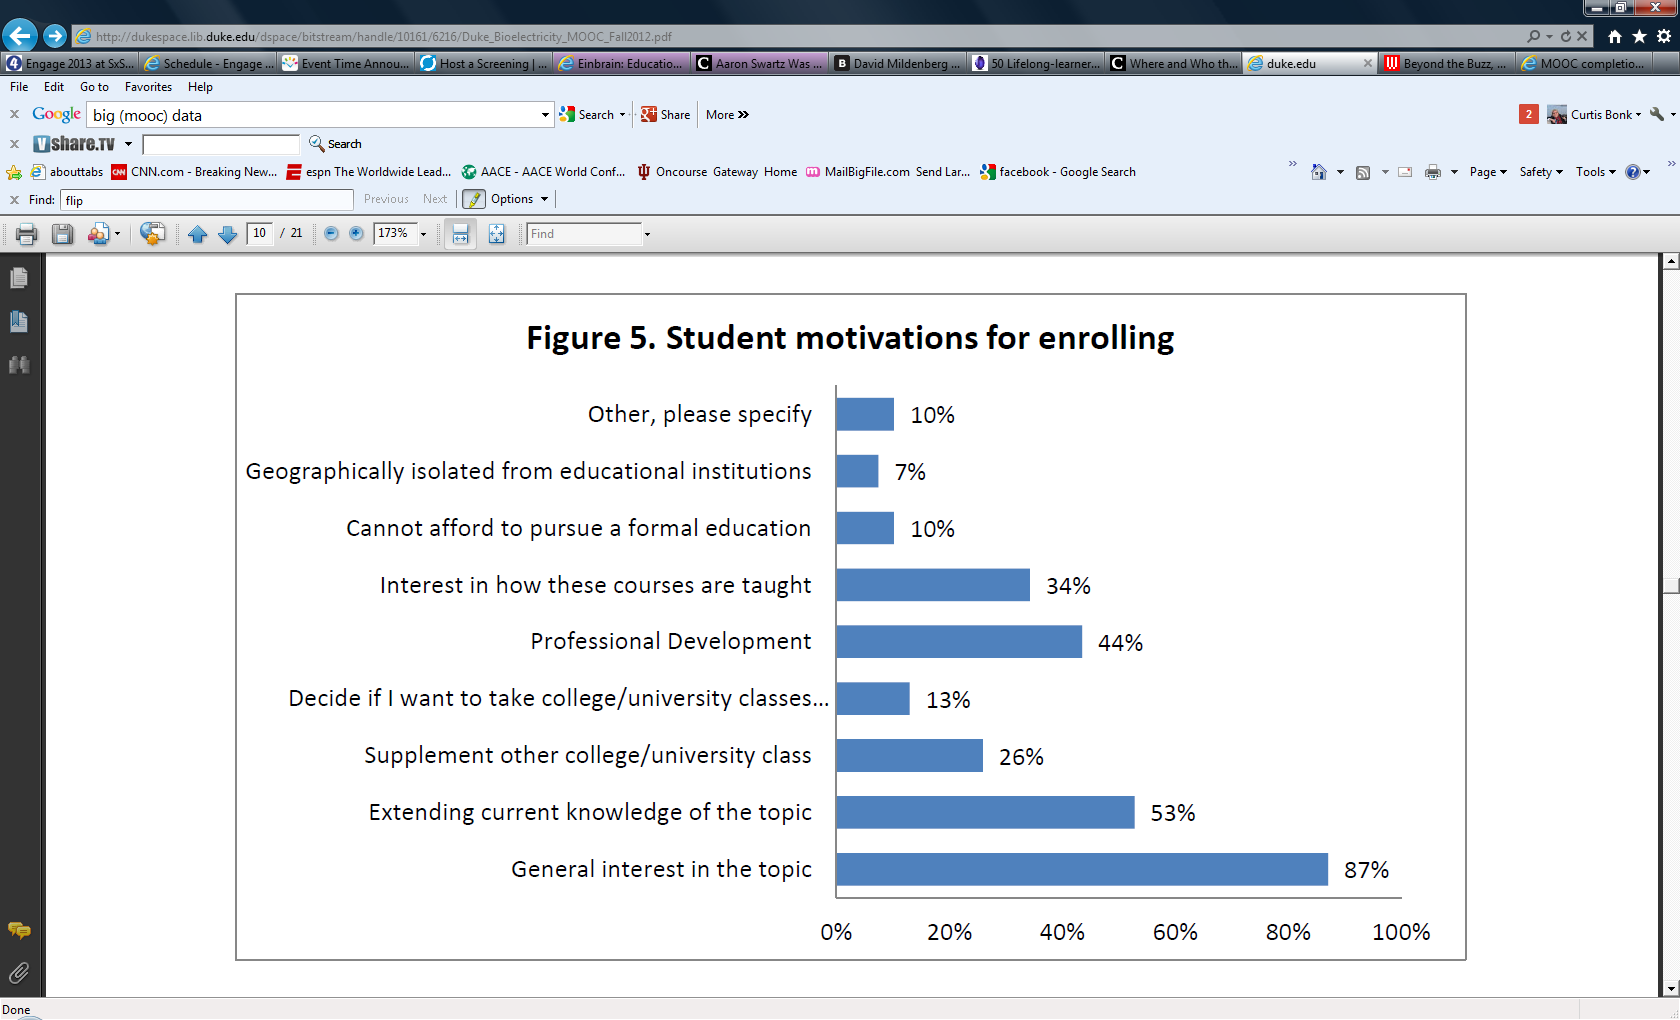 http://dukespace.lib.duke.edu/dspace/bitstream/handle/10161/6216/Duke_Bioelectricity_MOOC_Fall2012.pdf
Engage 2013 at SxS... Schedule - Engage ... Event Time Annou... Host a Screening | ... Einbrain: Educatio... Aaron Swartz Was ... David Mildenberg ... 50 Lifelong-learner... Where and Who th... duke.edu Beyond the Buzz, ... MOOC completio...
File Edit Go to Favorites Help
x Google big (mooc) data Search Share More » 2 Curtis Bonk
x Vshare.tv Search
abouttabs CNN CNN.com - Breaking New... espn The Worldwide Lead... AACE - AACE World Conf... Oncourse Gateway Home MailBigFile.com Send Lar... facebook - Google Search » Page Safety Tools »
x Find: flip Previous Next Options
10 / 21 173% Find
Figure 5. Student motivations for enrolling
Other, please specify 10%
Geographically isolated from educational institutions 7%
Cannot afford to pursue a formal education 10%
Interest in how these courses are taught 34%
Professional Development 44%
Decide if I want to take college/university classes... 13%
Supplement other college/university class 26%
Extending current knowledge of the topic 53%
General interest in the topic 87%
0% 20% 40% 60% 80% 100%
Done